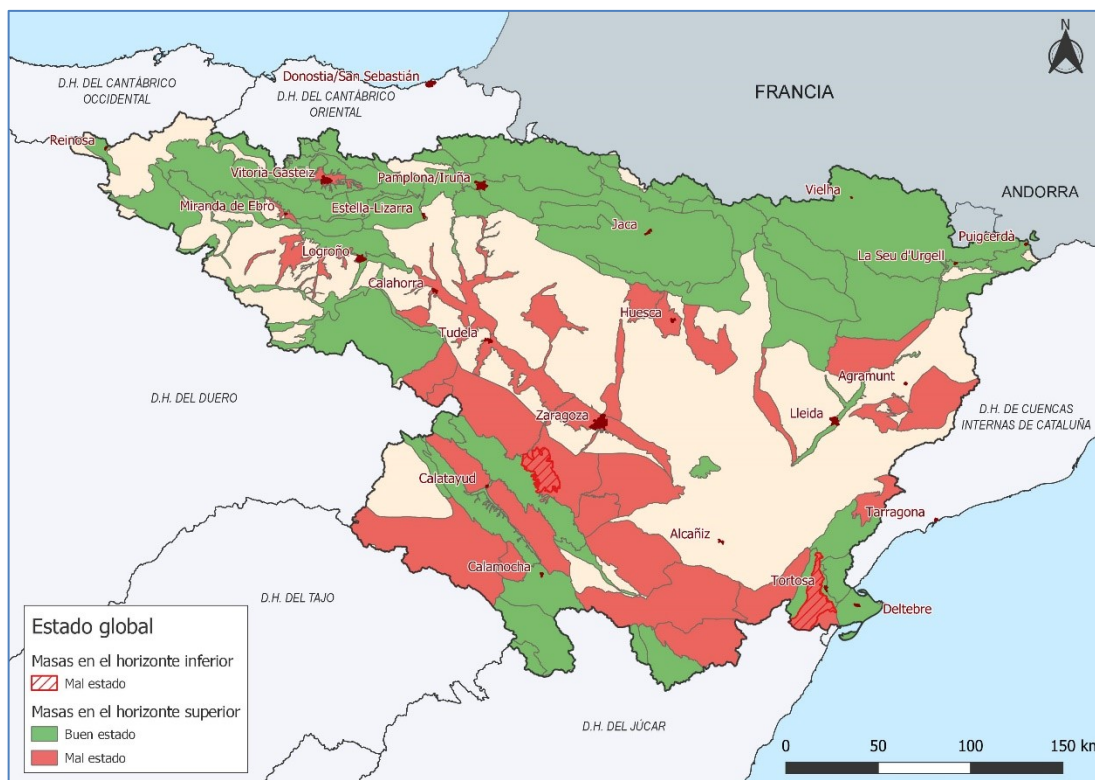 N
Donostia/San Sebastián
D.H. DEL CANTÁBRICO
OCCIDENTAL
D.H. DEL CANTÁBRICO
ORIENTAL
FRANCIA
Reinosa
Vitoria-Gasteiz
Pamplona/Iruña
Vielha
ANDORRA
Miranda de Ebro
Estella-Lizarra
Jaca
Puigcerdà
La Seu d'Urgell
Logroño
Calahorra
Huesca
Tudela
Agramunt
D.H. DEL DUERO
Zaragoza
Lleida
D.H. DE CUENCAS
INTERNAS DE CATALUÑA
Calatayud
Tarragona
Alcañiz
Calamocha
Tortosa
Deltebre
D.H. DEL TAJO
D.H. DEL JÚCAR
Estado global
Masas en el horizonte inferior
Mal estado
Masas en el horizonte superior
Buen estado
Mal estado
0 50 100 150 km